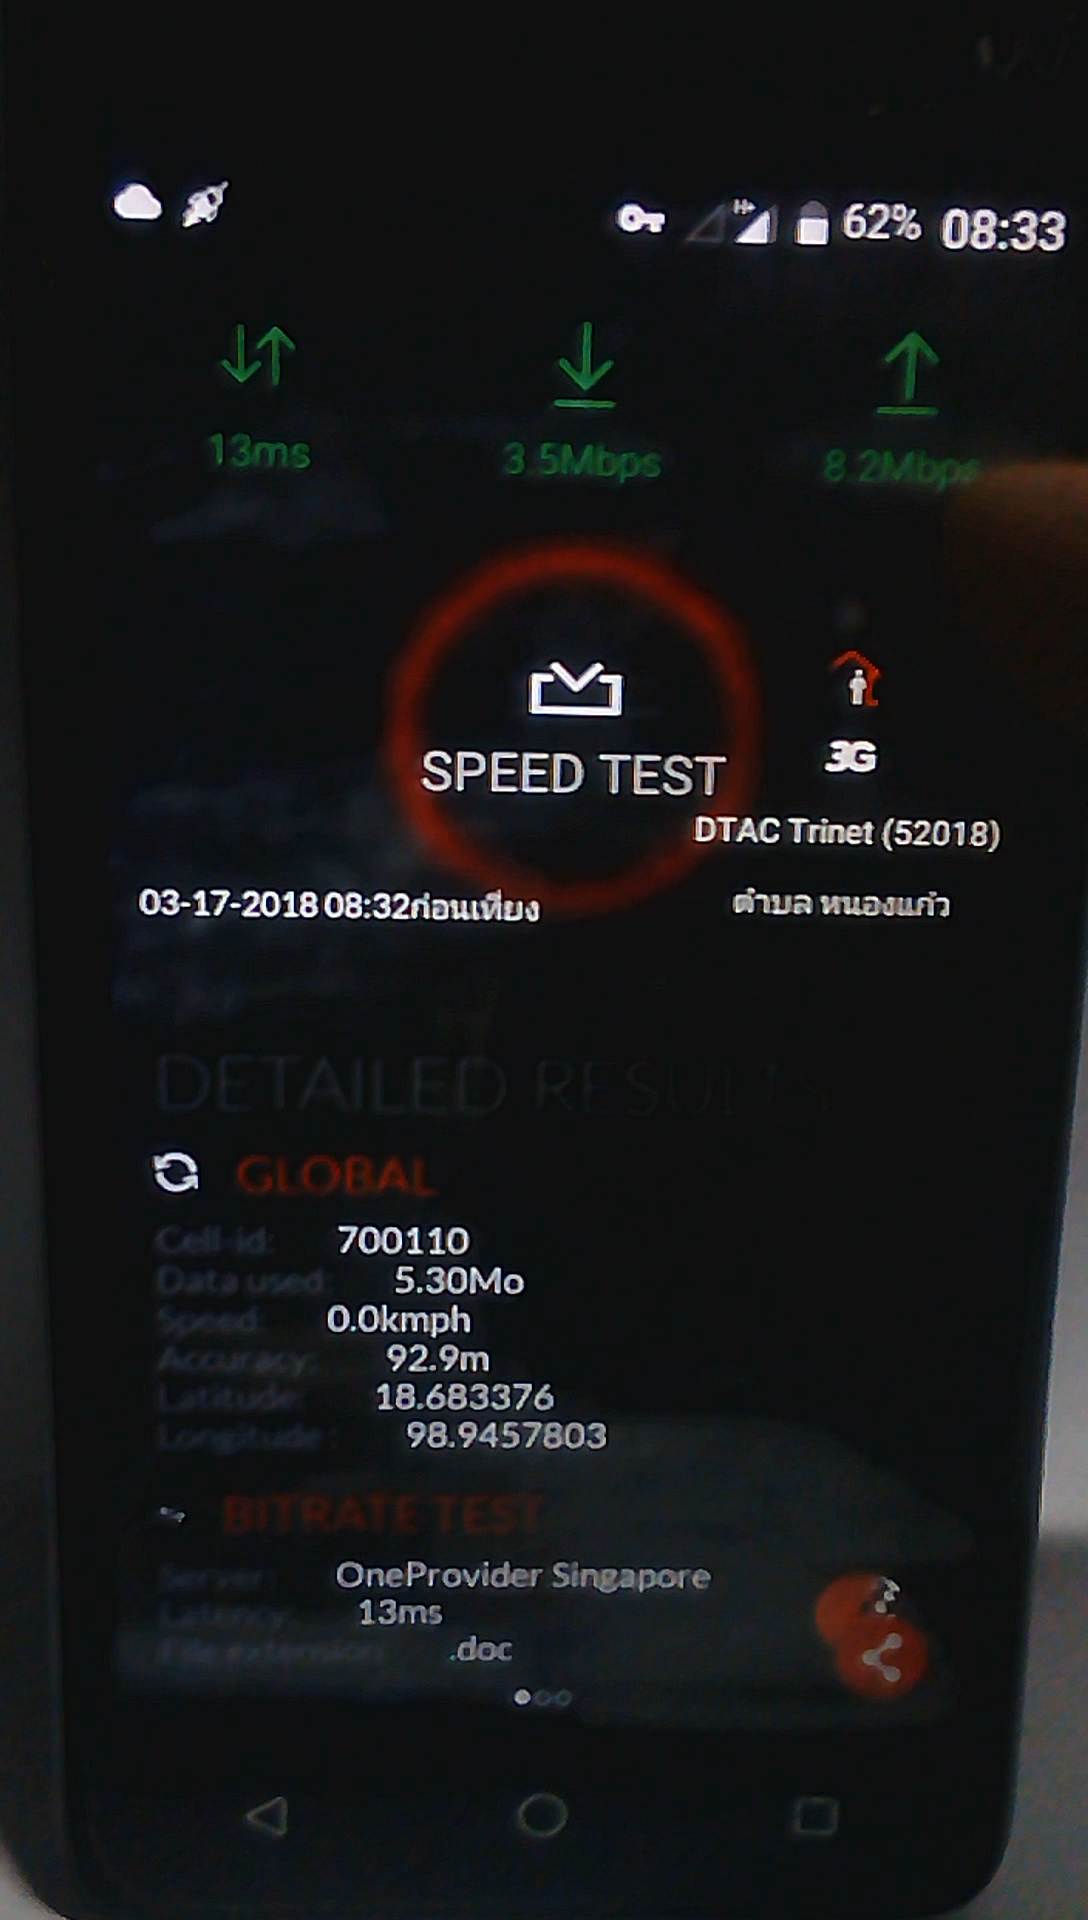 H+ 62% 08:33
13ms 3.5Mbps 8.2Mbps
SPEED TEST
3G
DTAC Trinet (52018)
03-17-2018 08:32ก่อนเที่ยง ตำบล หนองแก๋ว
DETAILED RESULTS
GLOBAL
Cell-id: 700110
Data used: 5.30Mo
Speed: 0.0kmph
Accuracy: 92.9m
Latitude: 18.683376
Longitude: 98.9457803
BITRATE TEST
Server: OneProvider Singapore
Latency: 13ms
File extension: .doc